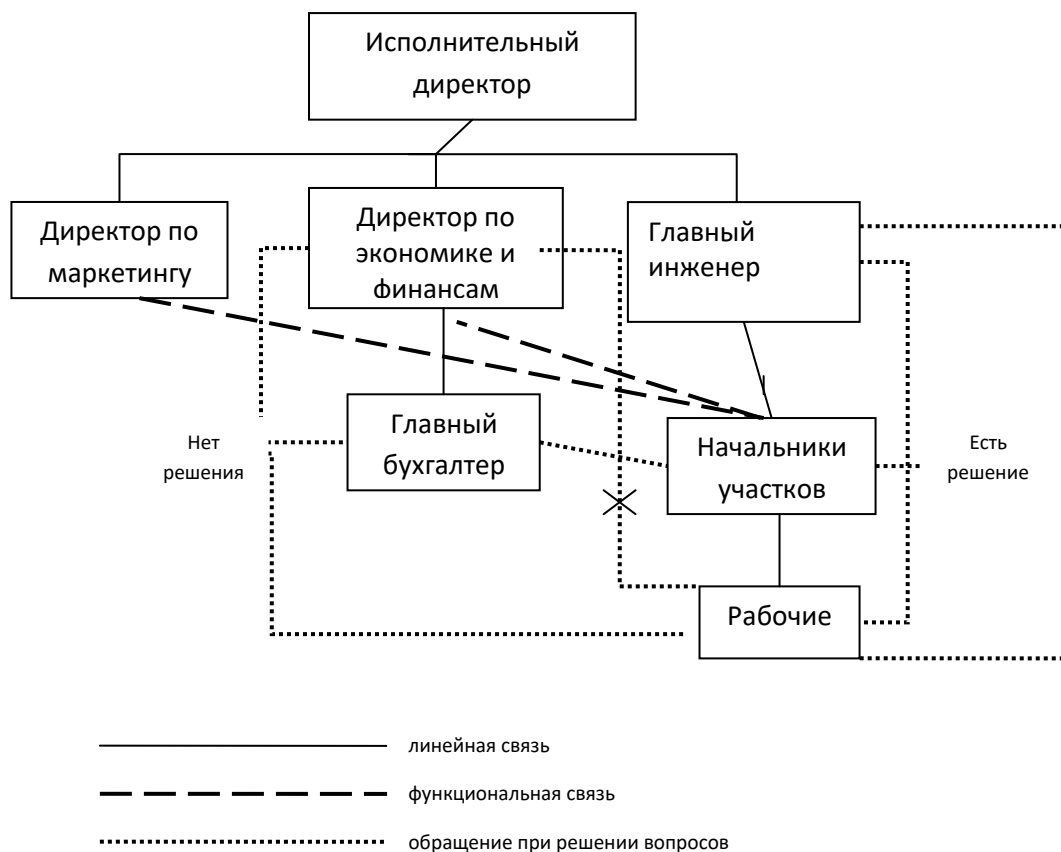 Исполнительный
директор
Директор по
маркетингу
Директор по
экономике и
финансам
Главный
инженер
Нет
решения
Главный
бухгалтер
Начальники
участков
Есть
решение
Рабочие
линейная связь
функциональная связь
обращение при решении вопросов